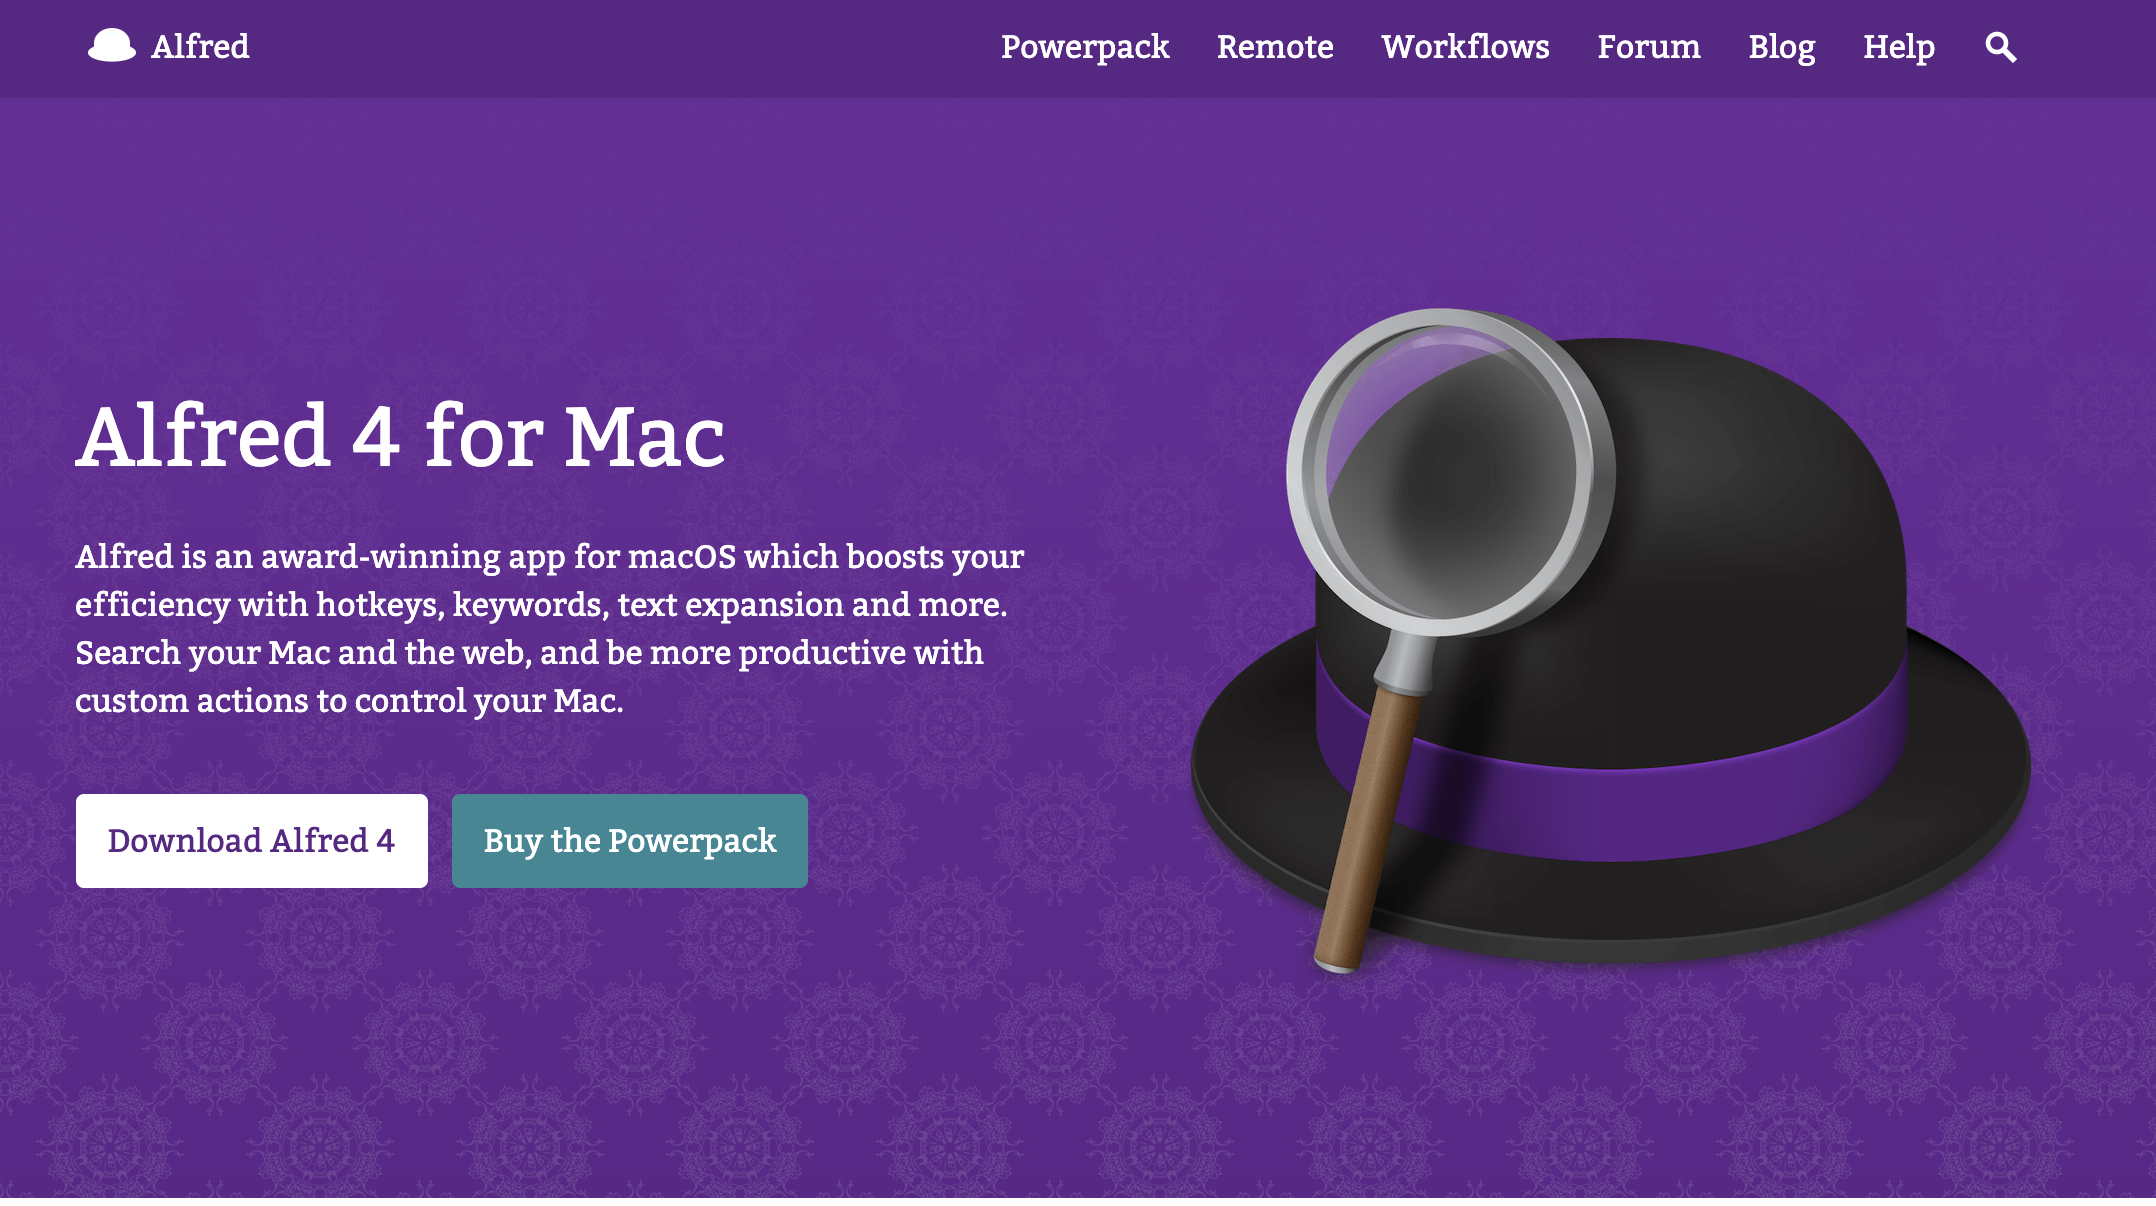 Alfred
Powerpack Remote Workflows Forum Blog Help
Alfred 4 for Mac
Alfred is an award-winning app for macOS which boosts your
efficiency with hotkeys, keywords, text expansion and more.
Search your Mac and the web, and be more productive with
custom actions to control your Mac.
Download Alfred 4
Buy the Powerpack